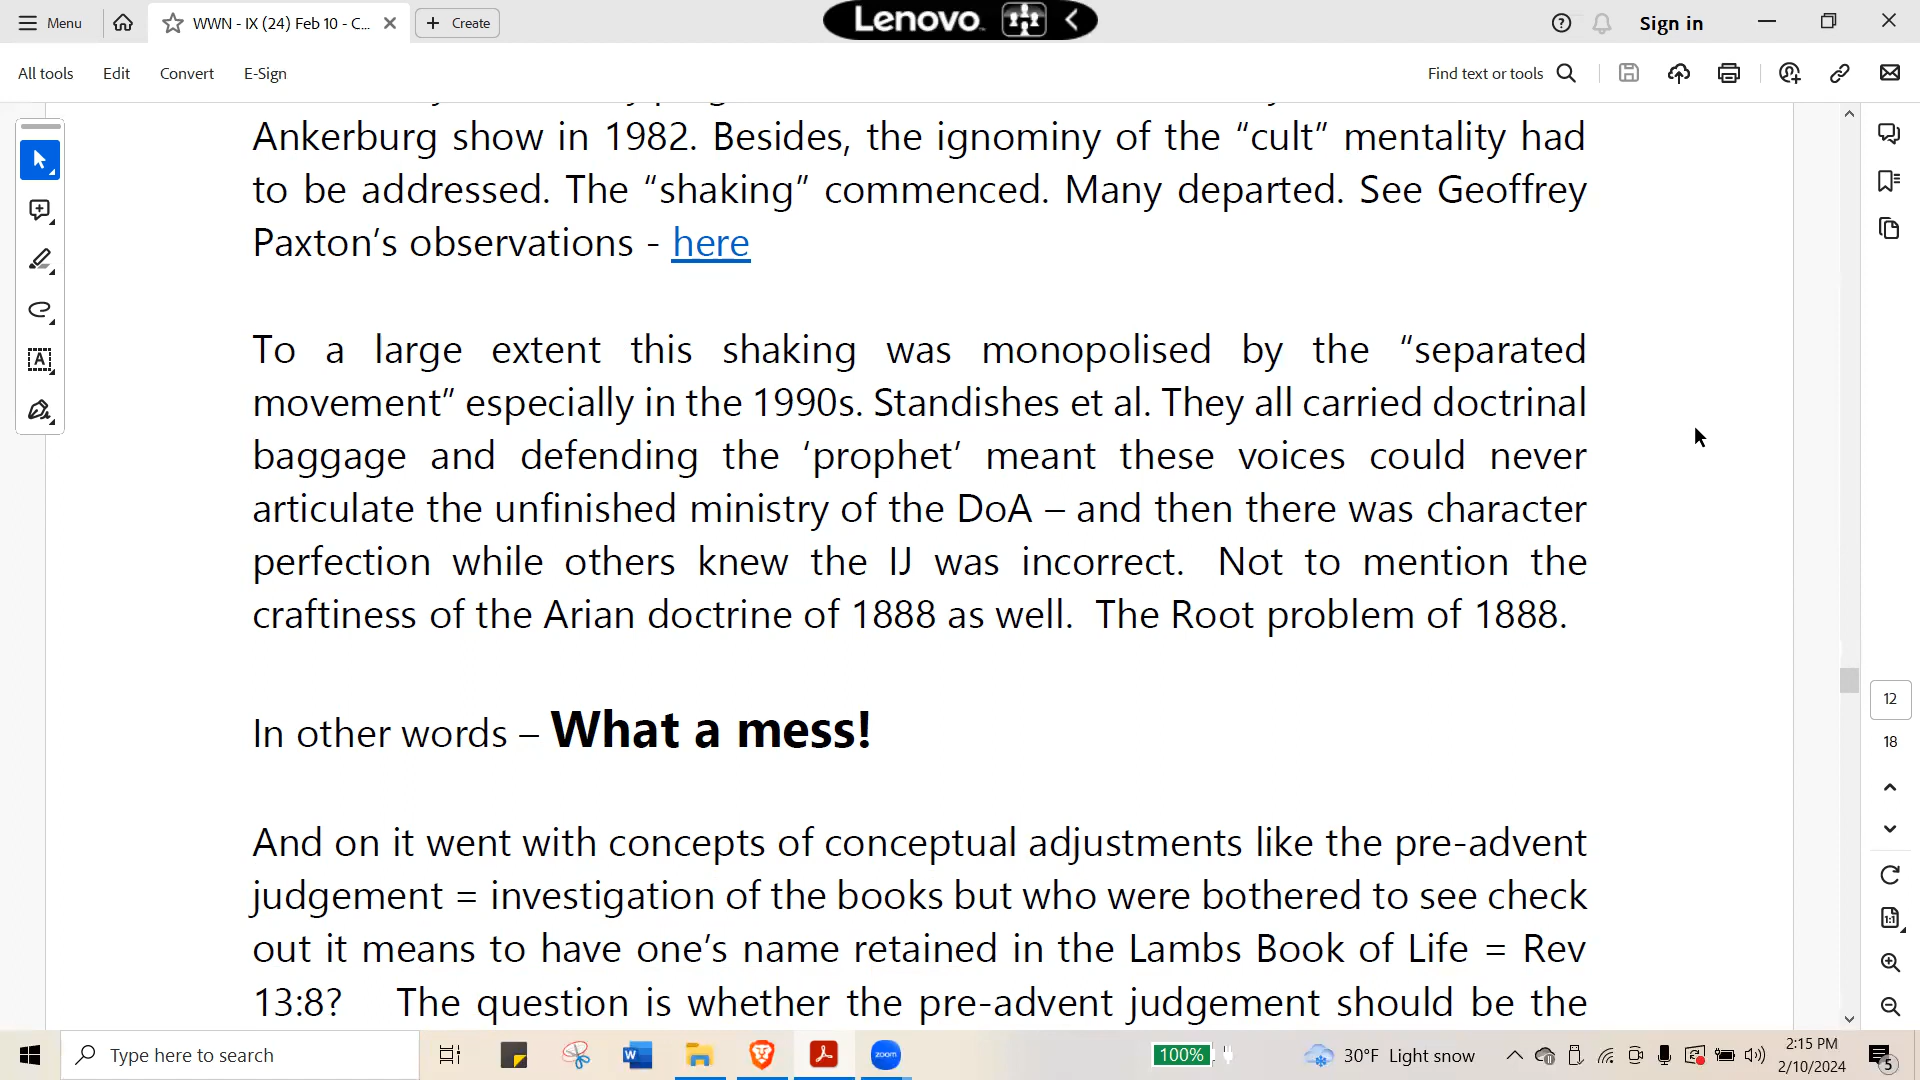 Menu
WWN - IX (24) Feb 10 - C...
Create
Lenovo
Sign in
All tools
Edit
Convert
E-Sign
Find text or tools
Ankerburg show in 1982. Besides, the ignominy of the “cult” mentality had
to be addressed. The “shaking” commenced. Many departed. See Geoffrey
Paxton’s observations - here
To a large extent this shaking was monopolised by the “separated
movement” especially in the 1990s. Standishes et al. They all carried doctrinal
baggage and defending the ‘prophet’ meant these voices could never
articulate the unfinished ministry of the DoA – and then there was character
perfection while others knew the IJ was incorrect. Not to mention the
craftiness of the Arian doctrine of 1888 as well. The Root problem of 1888.
In other words – What a mess!
And on it went with concepts of conceptual adjustments like the pre-advent
judgement = investigation of the books but who were bothered to see check
out it means to have one’s name retained in the Lambs Book of Life = Rev
13:8? The question is whether the pre-advent judgement should be the
12
18
Type here to search
zoom
100%
30°F Light snow
2:15 PM
2/10/2024
5